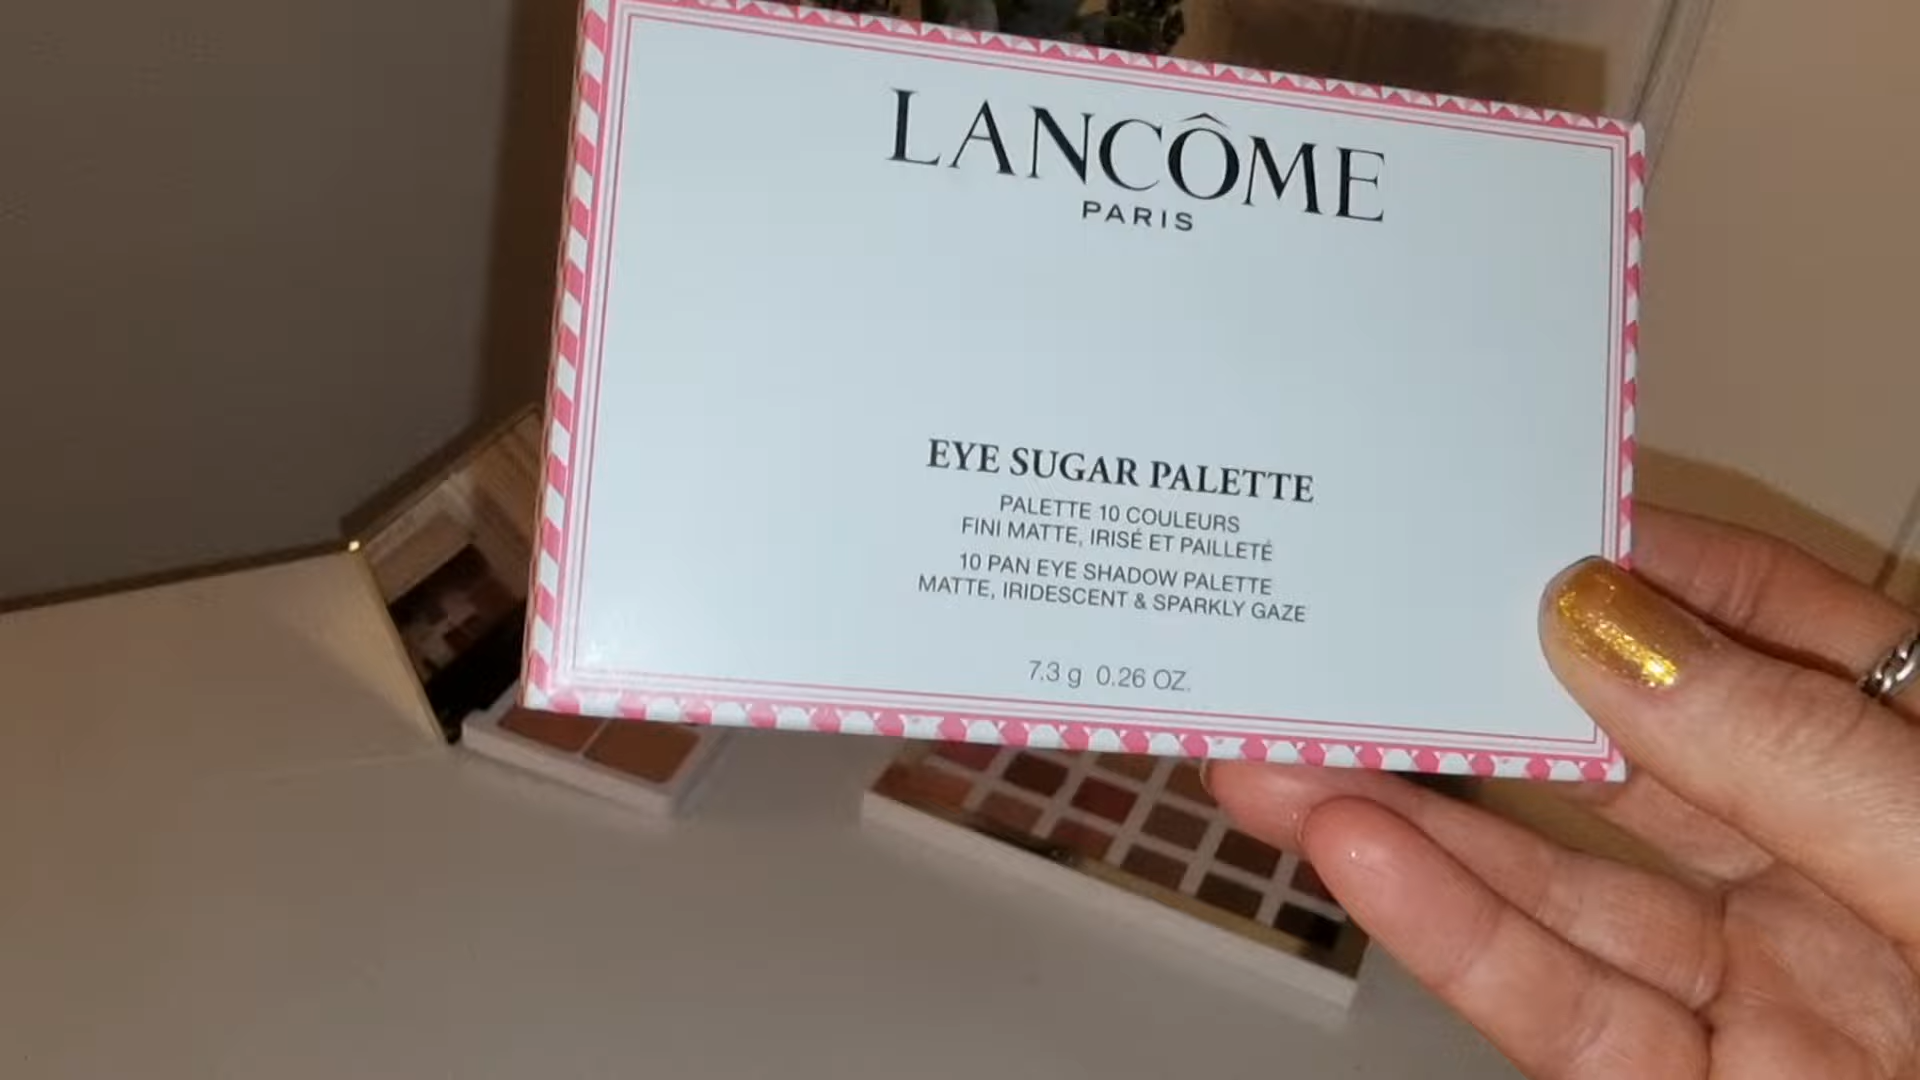 LANCÔME
PARIS
EYE SUGAR PALETTE
PALETTE 10 COULEURS
FINI MATTE, IRISÉ ET PAILLETÉ
10 PAN EYE SHADOW PALETTE
MATTE, IRIDESCENT & SPARKLY GAZE
7.3 g 0.26 OZ.